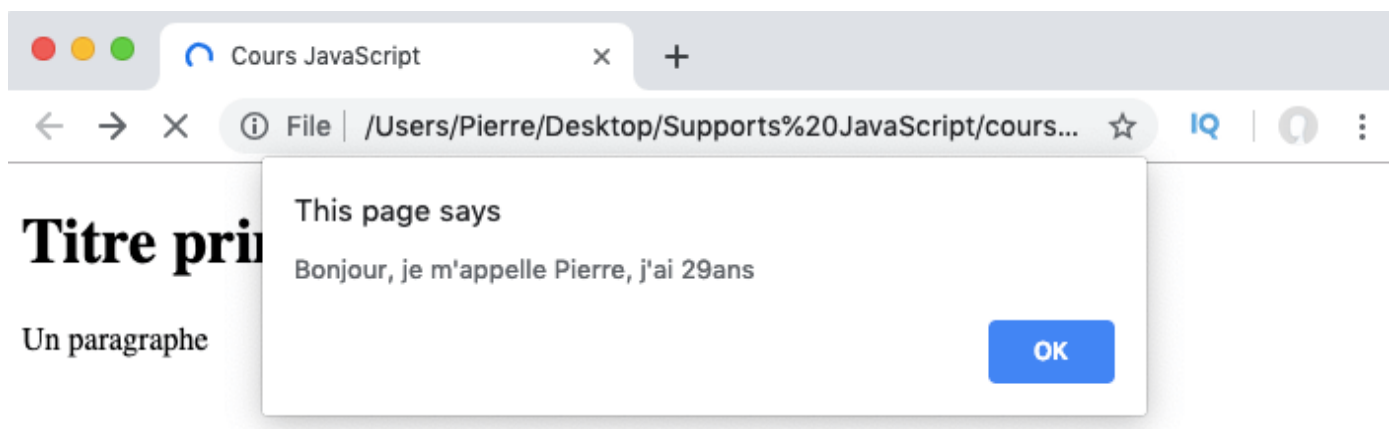 Cours JavaScript
File /Users/Pierre/Desktop/Supports%20JavaScript/cours... IQ
This page says
Titre prin
Bonjour, je m'appelle Pierre, j'ai 29ans
Un paragraphe
OK